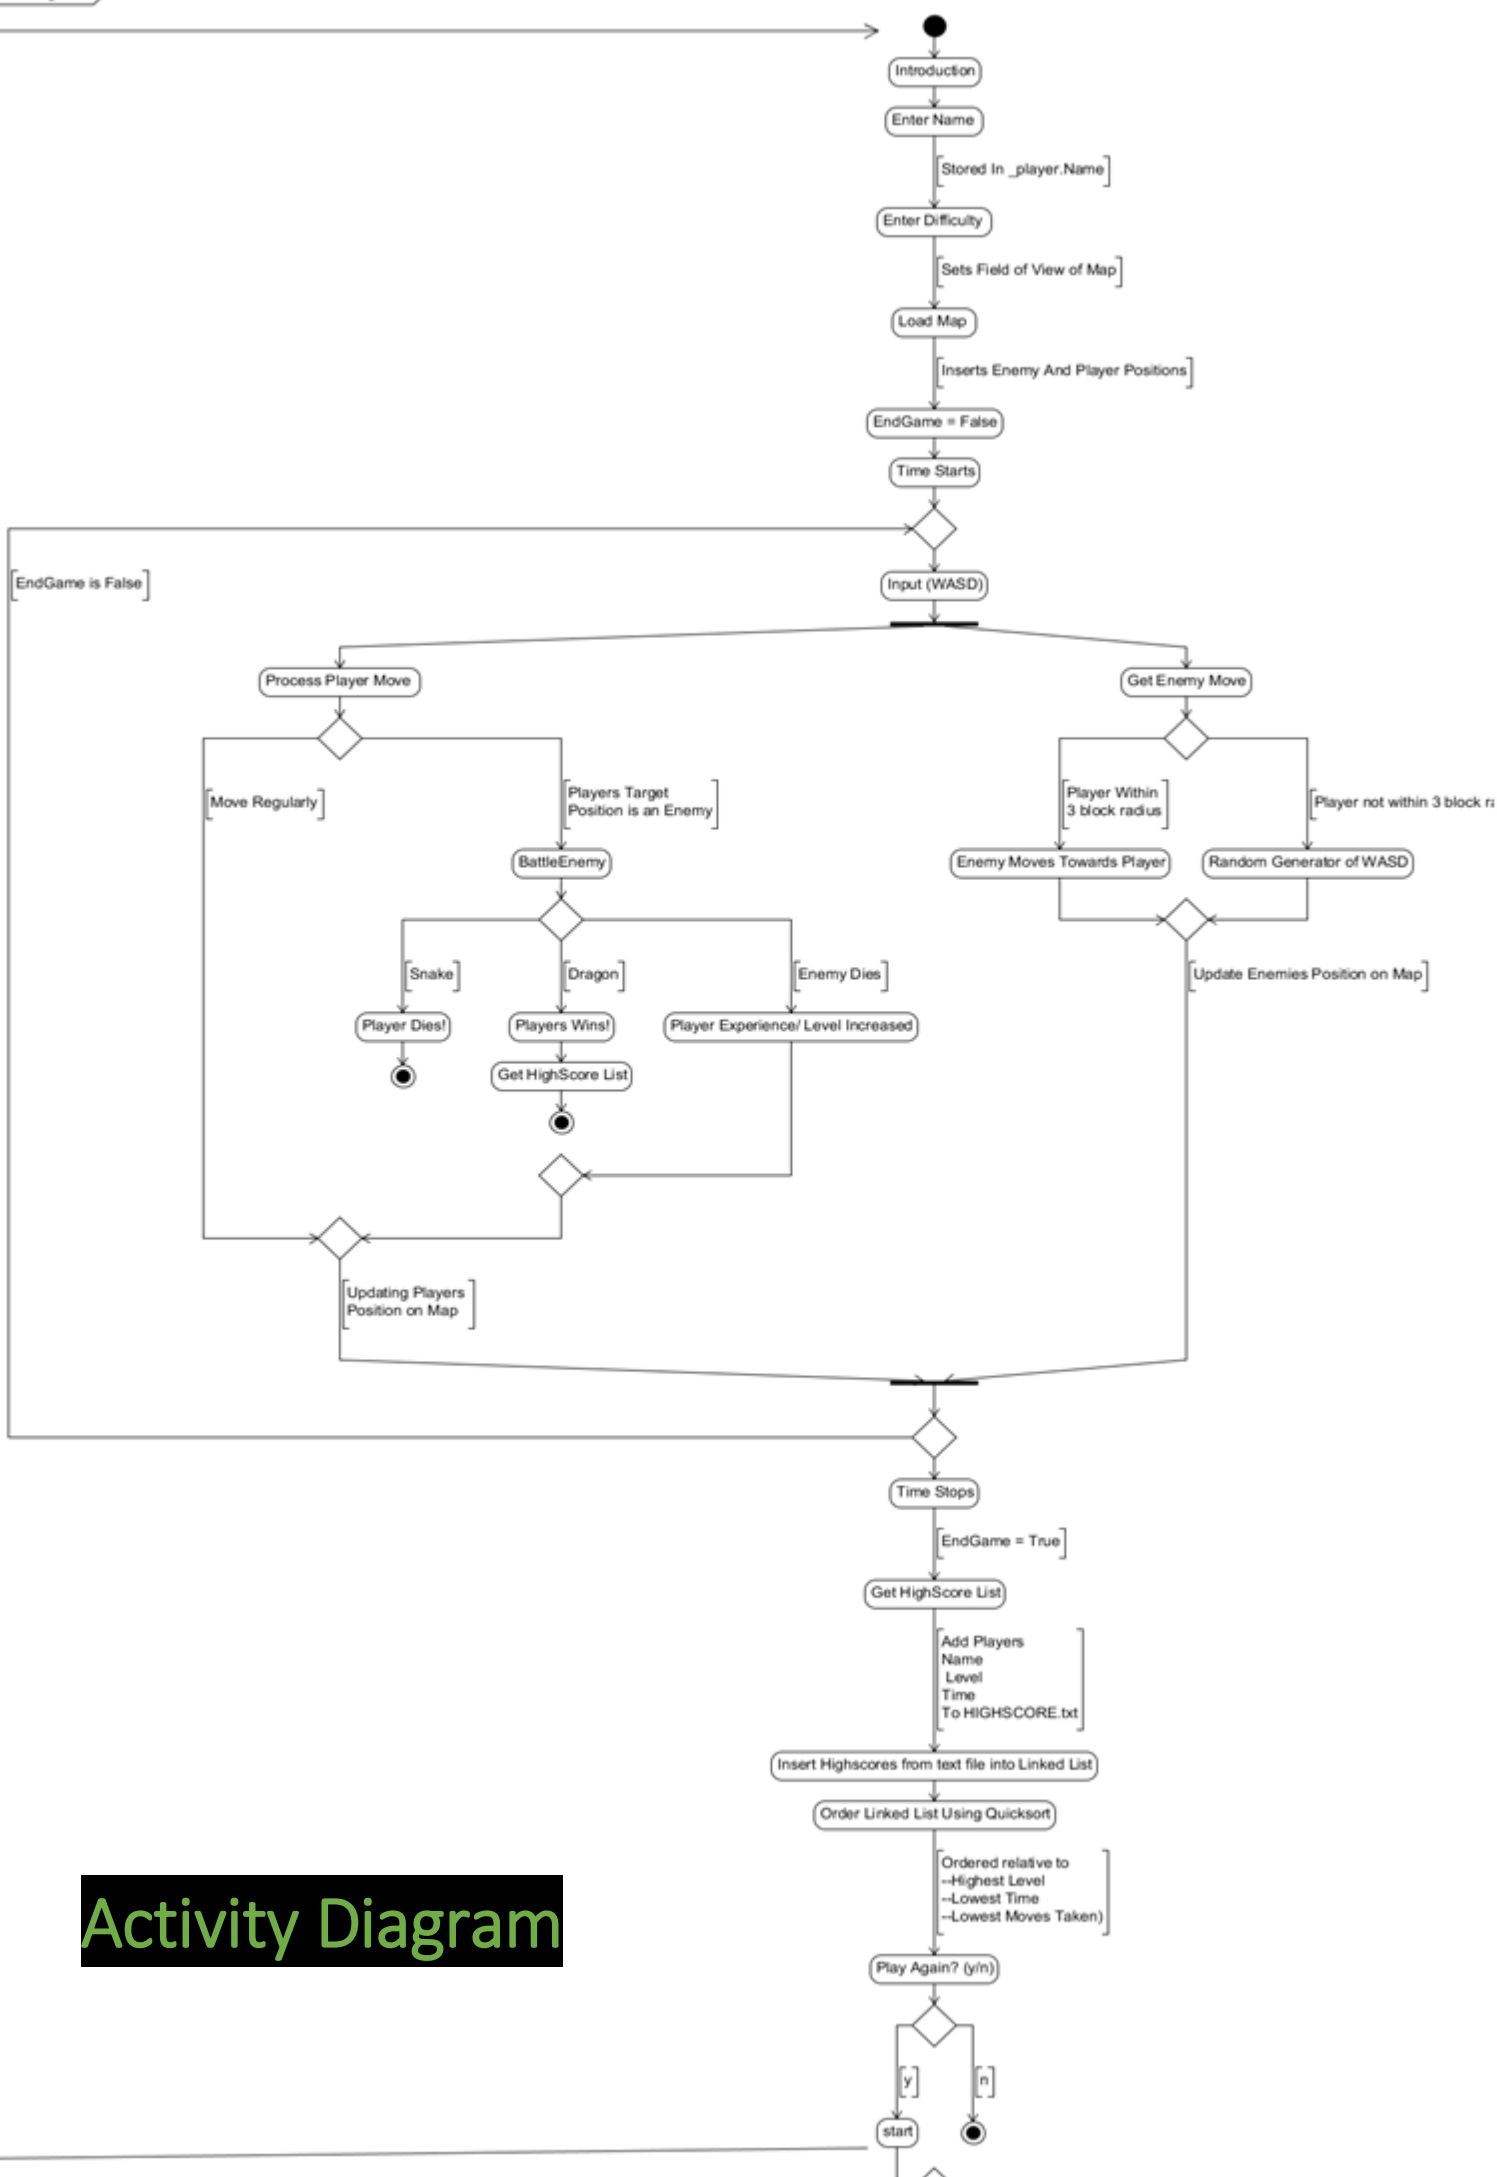 Introduction
Enter Name
[Stored In _player.Name]
Enter Difficulty
[Sets Field of View of Map]
Load Map
[Inserts Enemy And Player Positions]
EndGame = False
Time Starts
[EndGame is False]
Input (WASD)
Process Player Move
Get Enemy Move
[Move Regularly]
[Players Target
Position is an Enemy]
[Player Within
3 block radius]
[Player not within 3 block
BattleEnemy
Enemy Moves Towards Player
Random Generator of WASD
[Snake]
[Dragon]
[Enemy Dies]
[Update Enemies Position on Map]
Player Dies!
Players Wins!
Player Experience/ Level Increased
Get HighScore List
[Updating Players
Position on Map]
Time Stops
[EndGame = True]
Get HighScore List
[Add Players
Name
Level
Time
To HIGHSCORE.txt]
Insert Highscores from text file into Linked List
Order Linked List Using Quicksort
[Ordered relative to
--Highest Level
--Lowest Time
--Lowest Moves Taken)]
Activity Diagram
Play Again? (y/n)
[y]
[n]
start